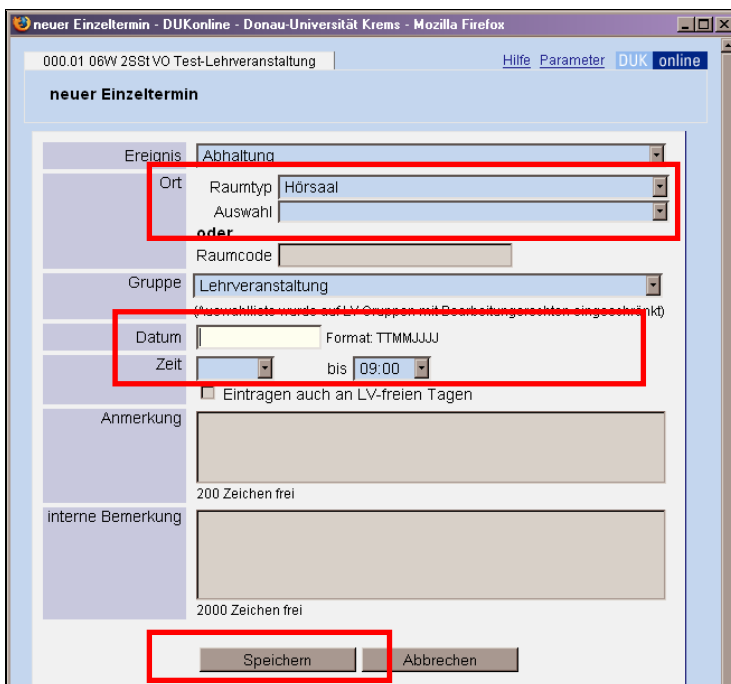 neuer Einzeltermin - DUKonline - Donau-Universität Krems - Mozilla Firefox
000.01 06W 2SSt VO Test-Lehrveranstaltung Hilfe Parameter DUK online
neuer Einzeltermin
Ereignis Abhaltung
Ort Raumtyp Hörsaal
Auswahl
oder
Raumcode
Gruppe Lehrveranstaltung
(Auswahlliste wurde auf LV-Gruppen mit Bearbeitungsrechten eingeschränkt)
Datum Format: TTMMJJJJ
Zeit bis 09:00
Eintragen auch an LV-freien Tagen
Anmerkung
200 Zeichen frei
interne Bemerkung
2000 Zeichen frei
Speichern Abbrechen